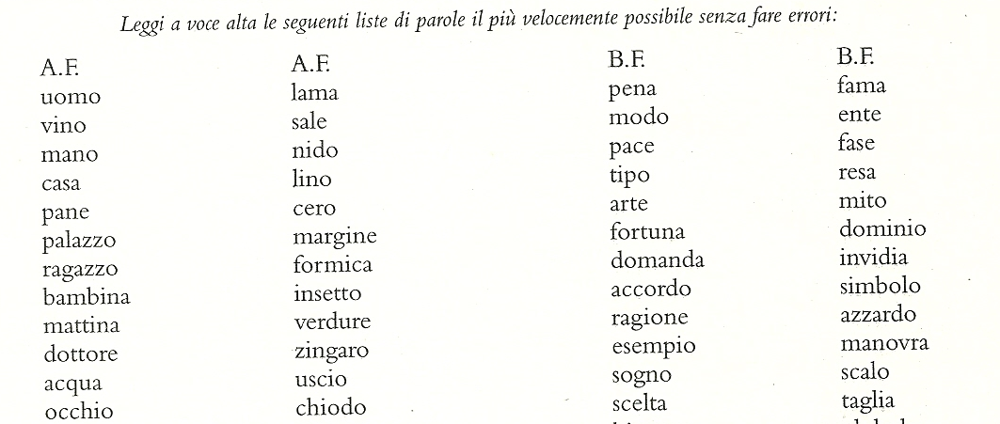 Leggi a voce alta le seguenti liste di parole il più velocemente possibile senza fare errori:
A.F. A.F. B.F. B.F.
uomo lama pena fama
vino sale modo ente
mano nido pace fase
casa lino tipo resa
pane cero arte mito
palazzo margine fortuna dominio
ragazzo formica domanda invidia
bambina insetto accordo simbolo
mattina verdure ragione azzardo
dottore zingaro esempio manovra
acqua uscio sogno scalo
occhio chiodo scelta taglia